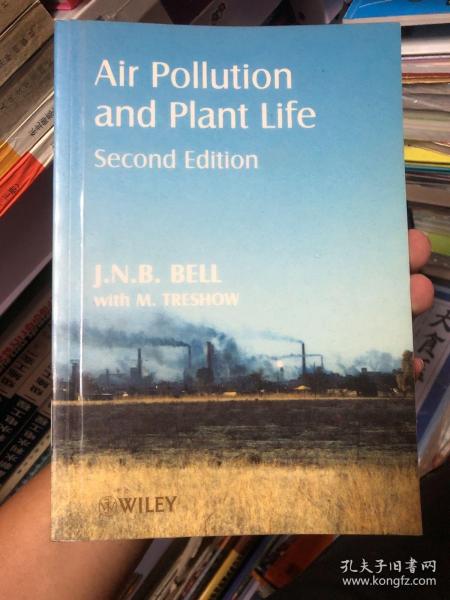 Air Pollution
and Plant Life
Second Edition
J.N.B. BELL
with M. TRESHOW
WILEY
孔夫子旧书网
www.kongfz.com